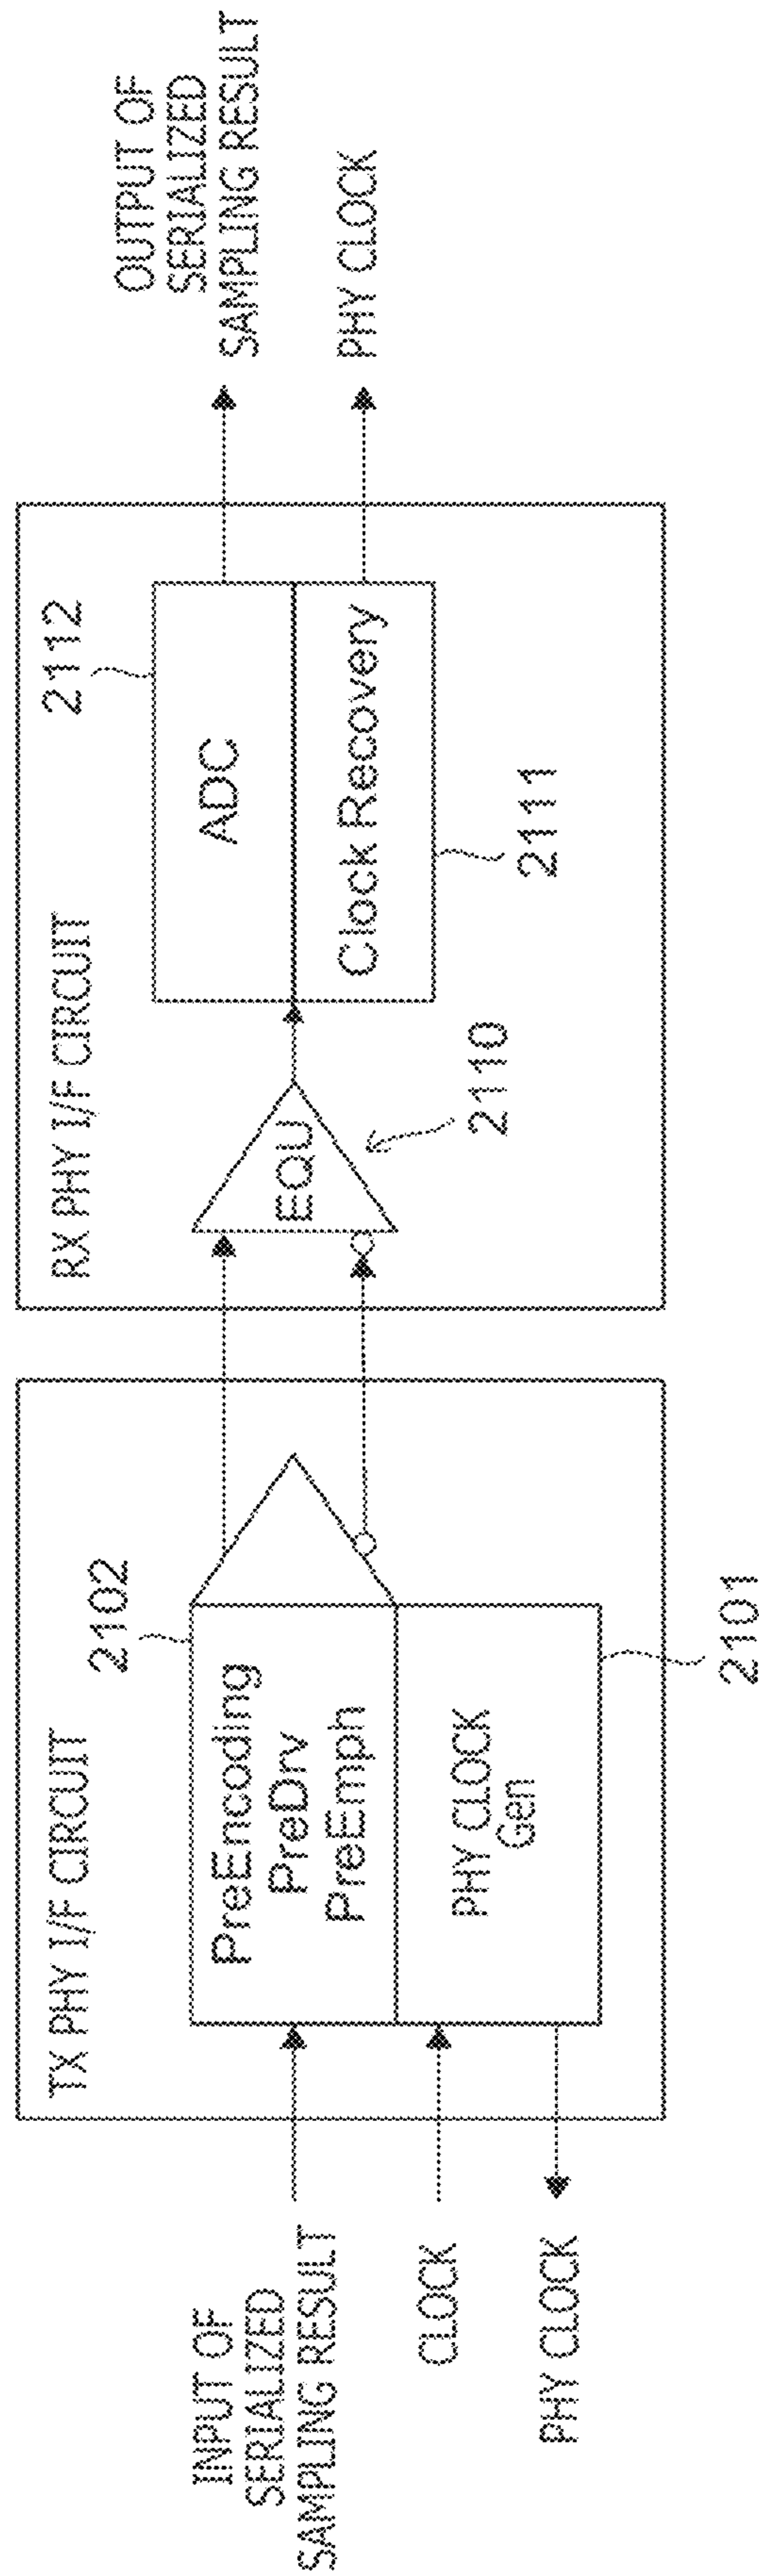 INPUT OF
SERIALIZED
SAMPLING RESULT
CLOCK
PHY CLOCK
TX PHY I/F CIRCUIT
2102
PreEncoding
PreDrv
PreEmph
PHY CLOCK
Gen
2101
RX PHY I/F CIRCUIT
EQU
2110
2112
ADC
Clock Recovery
2111
OUTPUT OF
SERIALIZED
SAMPLING RESULT
PHY CLOCK